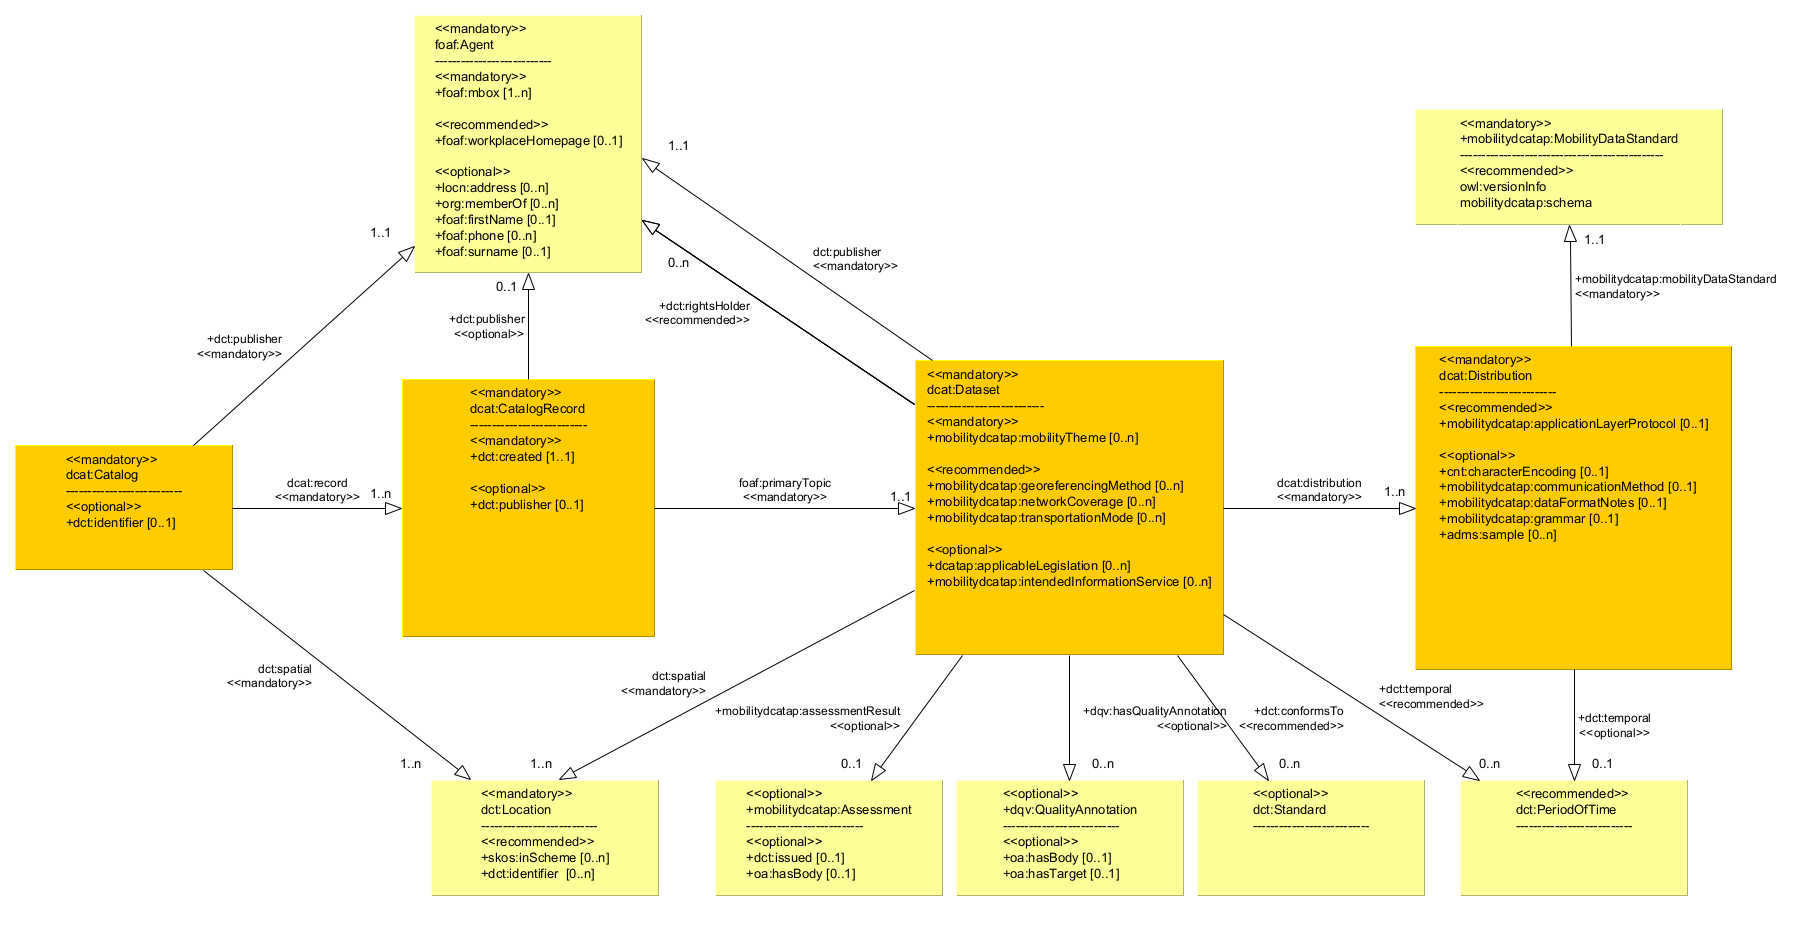 <<mandatory>>
foaf:Agent
---------------------------
<<mandatory>>
+foaf:mbox [1..n]
<<recommended>>
+foaf:workplaceHomepage [0..1]
<<optional>>
+locn:address [0..n]
+org:memberOf [0..n]
+foaf:firstName [0..1]
+foaf:phone [0..n]
+foaf:surname [0..1]
1..1
dct:publisher
<<mandatory>>
0..n
+dct:rightsHolder
<<recommended>>
1..1
+dct:publisher
<<mandatory>>
0..1
+dct:publisher
<<optional>>
<<mandatory>>
+mobilitydcatap:MobilityDataStandard
-----------------------------------------------
<<recommended>>
owl:versionInfo
mobilitydcatap:schema
1..1
+mobilitydcatap:mobilityDataStandard
<<mandatory>>
<<mandatory>>
dcat:Catalog
---------------------------
<<optional>>
+dct:identifier [0..1]
dcat:record
<<mandatory>>
1..n
<<mandatory>>
dcat:CatalogRecord
---------------------------
<<mandatory>>
+dct:created [1..1]
<<optional>>
+dct:publisher [0..1]
foaf:primaryTopic
<<mandatory>>
1..1
<<mandatory>>
dcat:Dataset
---------------------------
<<mandatory>>
+mobilitydcatap:mobilityTheme [0..n]
<<recommended>>
+mobilitydcatap:georeferencingMethod [0..n]
+mobilitydcatap:networkCoverage [0..n]
+mobilitydcatap:transportationMode [0..n]
<<optional>>
+dcatap:applicableLegislation [0..n]
+mobilitydcatap:intendedInformationService [0..n]
dcat:distribution
<<mandatory>>
1..n
<<mandatory>>
dcat:Distribution
---------------------------
<<recommended>>
+mobilitydcatap:applicationLayerProtocol [0..1]
<<optional>>
+cnt:characterEncoding [0..1]
+mobilitydcatap:communicationMethod [0..1]
+mobilitydcatap:dataFormatNotes [0..1]
+mobilitydcatap:grammar [0..1]
+adms:sample [0..n]
dct:spatial
<<mandatory>>
1..n
dct:spatial
<<mandatory>>
1..n
+mobilitydcatap:assessmentResult
<<optional>>
0..1
+dqv:hasQualityAnnotation
<<optional>>
0..n
+dct:conformsTo
<<recommended>>
0..n
+dct:temporal
<<recommended>>
0..n
+dct:temporal
<<optional>>
0..1
<<mandatory>>
dct:Location
---------------------------
<<recommended>>
+skos:inScheme [0..n]
+dct:identifier  [0..n]
<<optional>>
+mobilitydcatap:Assessment
---------------------------
<<optional>>
+dct:issued [0..1]
+oa:hasBody [0..1]
<<optional>>
+dqv:QualityAnnotation
---------------------------
<<optional>>
+oa:hasBody [0..1]
+oa:hasTarget [0..1]
<<optional>>
dct:Standard
---------------------------
<<recommended>>
dct:PeriodOfTime
---------------------------